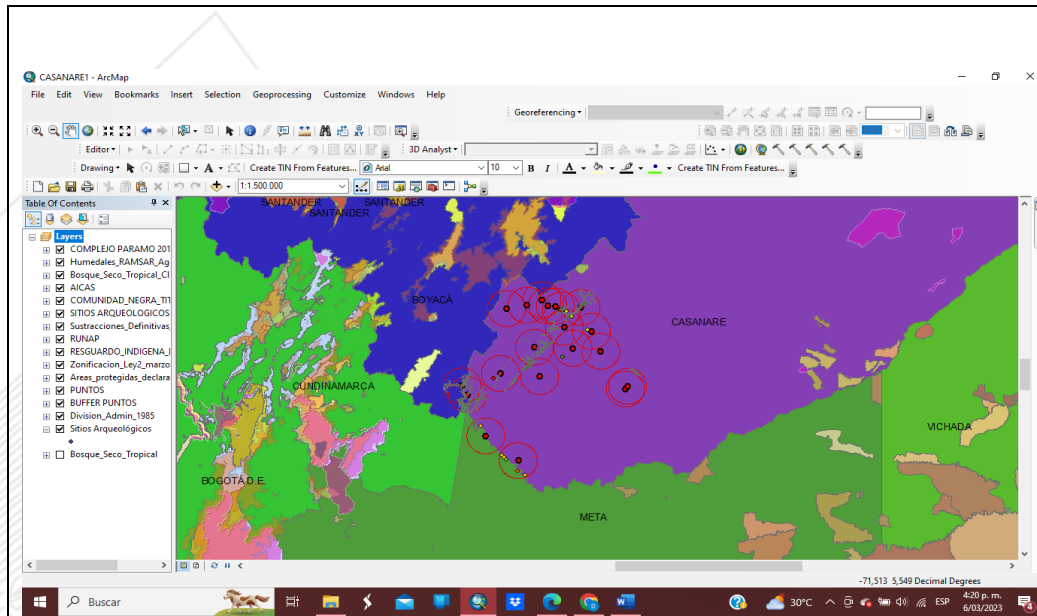 CASANARE1 - ArcMap
File Edit View Bookmarks Insert Selection Geoprocessing Customize Windows Help
Georeferencing
Editor 3D Analyst
Drawing A Create TIN From Features... Arial 10 B I A Create TIN From Features...
1:1.500.000
Table Of Contents
Layers
COMPLEJO PARAMO 201
Humedales_RAMSAR_Ag
Bosque_Seco_Tropical_Cl
AICAS
COMUNIDAD_NEGRA_TIT
SITIOS ARQUEOLOGICOS
Sustracciones_Definitivas
RUNAP
RESGUARDO_INDIGENA_I
Zonificacion_Ley2_marzo
Areas_protegidas_declara
PUNTOS
BUFFER PUNTOS
Division_Admin_1985
Sitios Arqueológicos
Bosque_Seco_Tropical
SANTANDER SANTANDER
SANTANDER
BOYACÁ
CASANARE
CUNDINAMARCA
VICHADA
BOGOTÁ D.E.
META
-71,513 5,549 Decimal Degrees
Buscar 30°C ESP 4:20 p. m.
6/03/2023